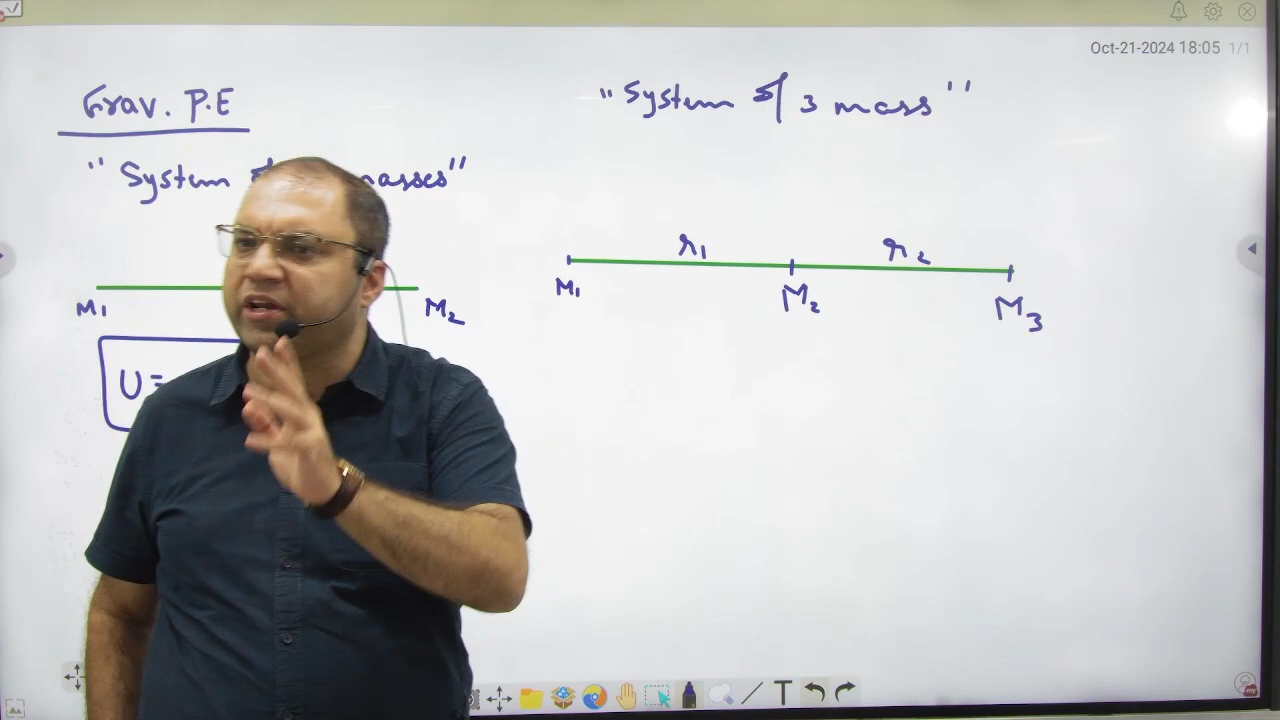 Oct-21-2024 18:05 1/1
Grav. P.E
"System masses"
M1 M2
U=
"System of 3 mass"
r1 r2
M1 M2 M3
T